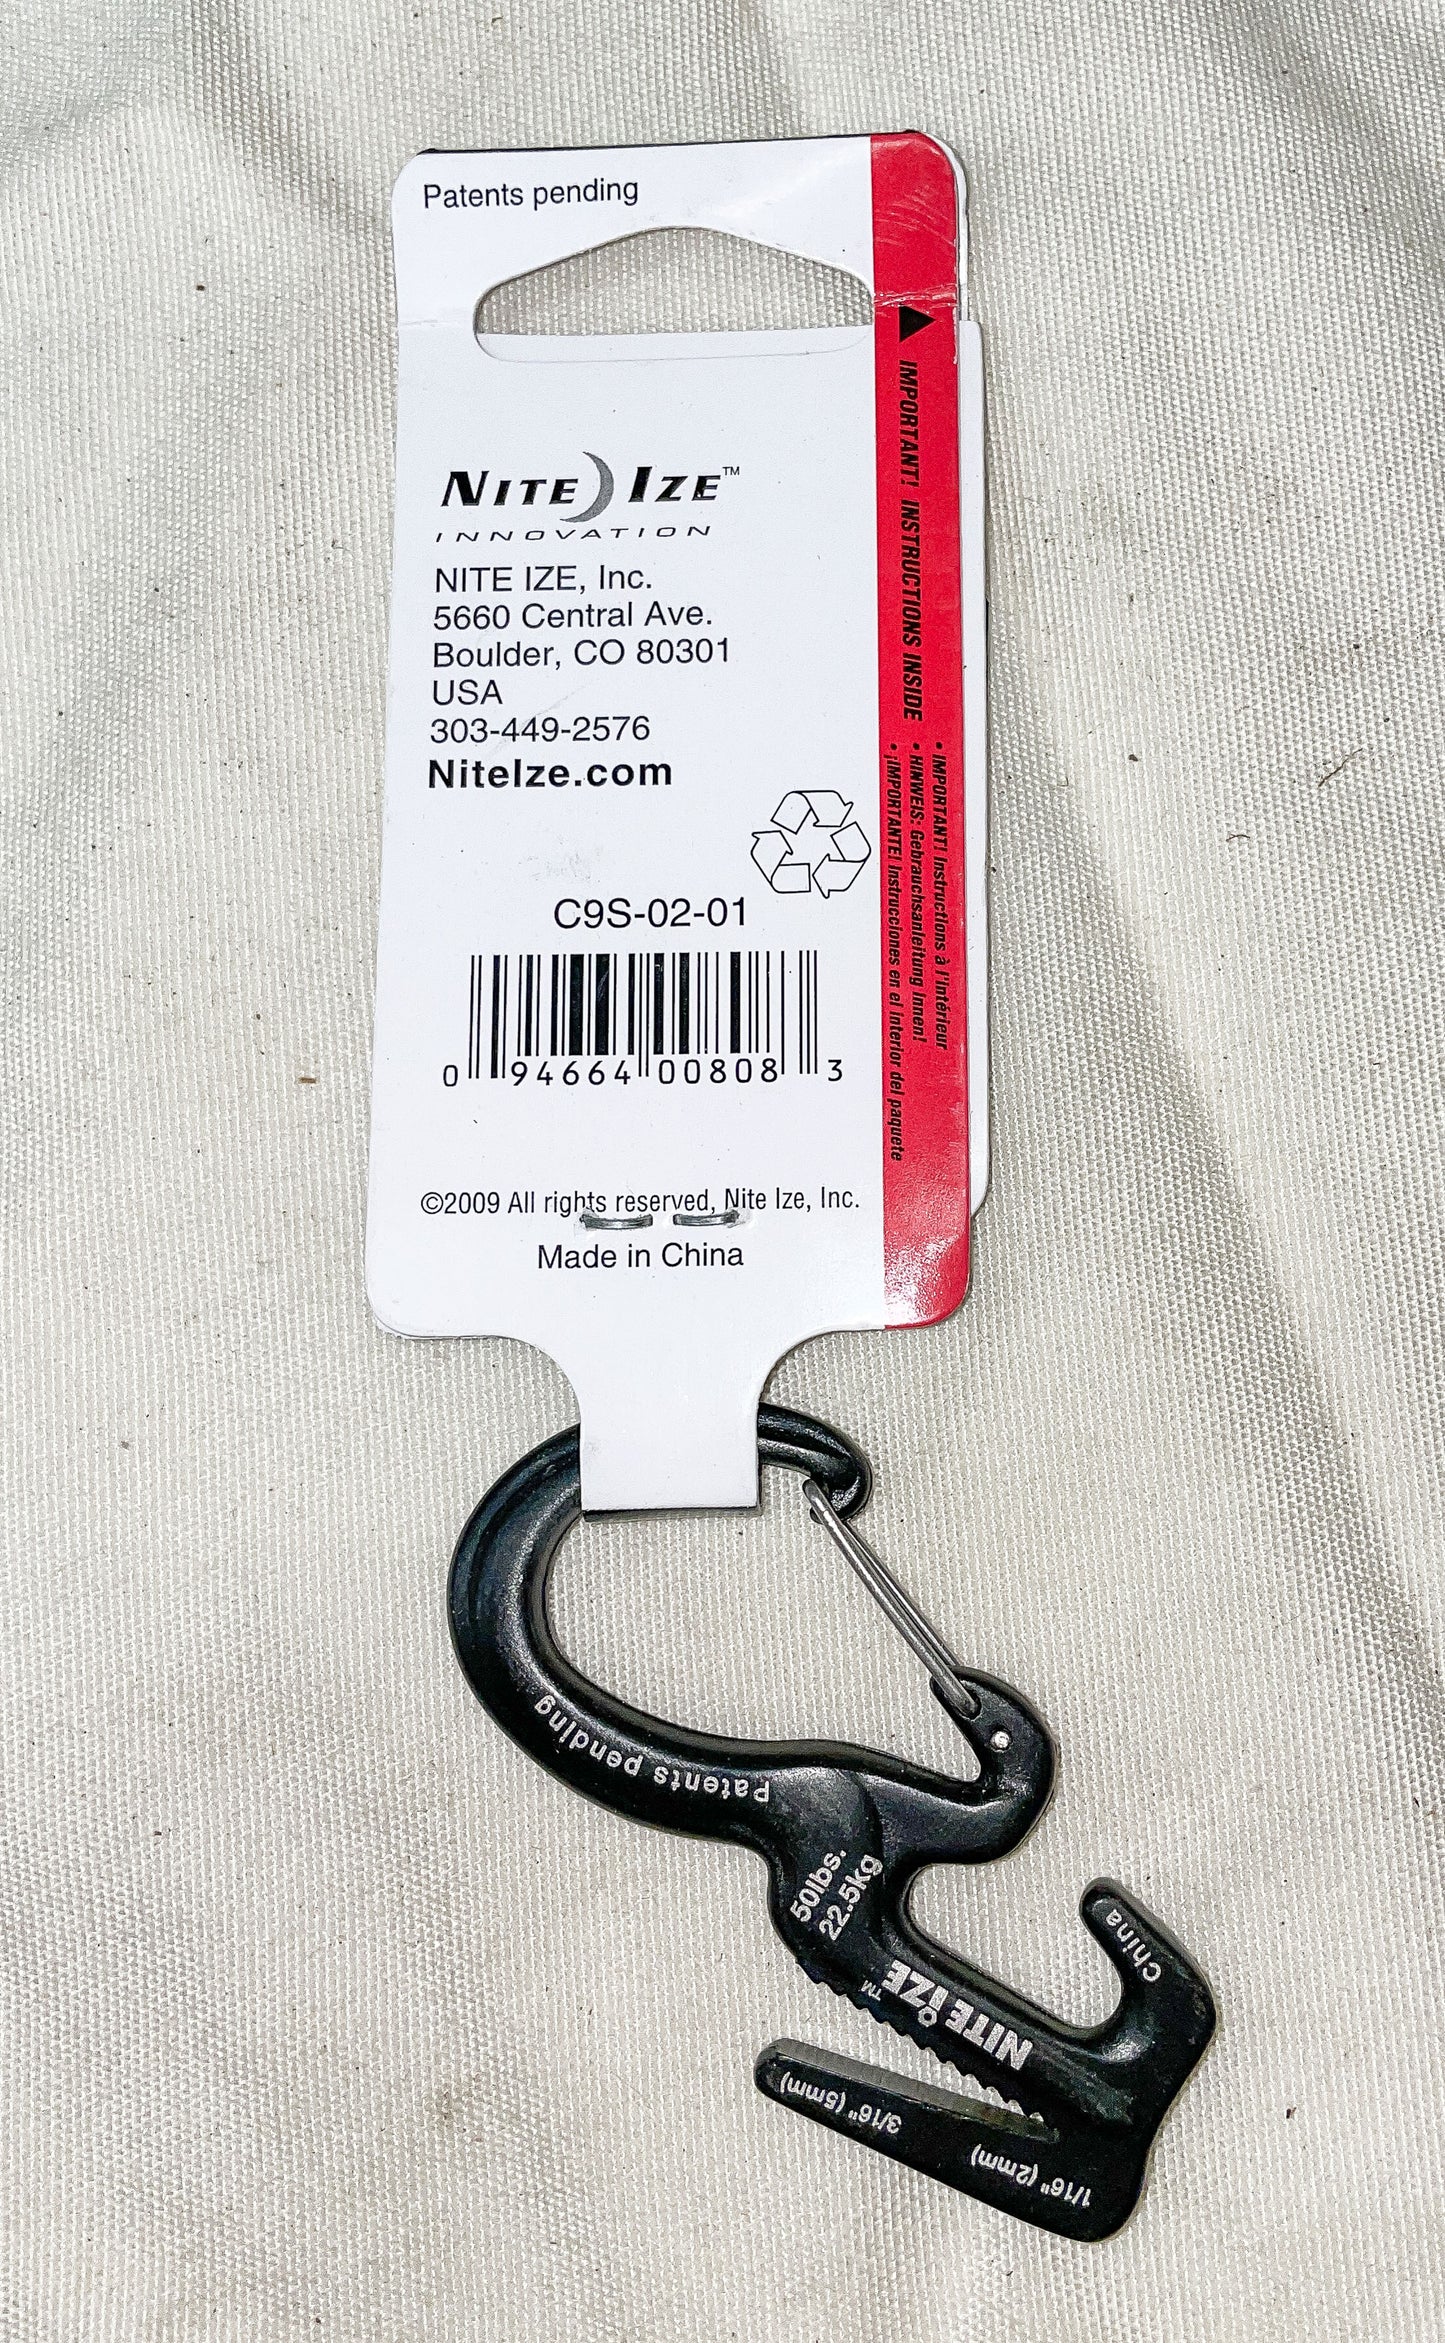 Patents pending
NITE IZE™
INNOVATION
NITE IZE, Inc.
5660 Central Ave.
Boulder, CO 80301
USA
303-449-2576
NiteIze.com
C9S-02-01
0 94664 00808 3
©2009 All rights reserved, Nite Ize, Inc.
Made in China
IMPORTANT! INSTRUCTIONS INSIDE
• IMPORTANT! Instructions à l'intérieur
• HINWEIS: Gebrauchsanleitung innen!
• ¡IMPORTANTE! Instrucciones en el interior del paquete
Patents pending
50lbs.
22.5kg
NITE IZE™
China
3/16" (5mm)
1/16" (2mm)